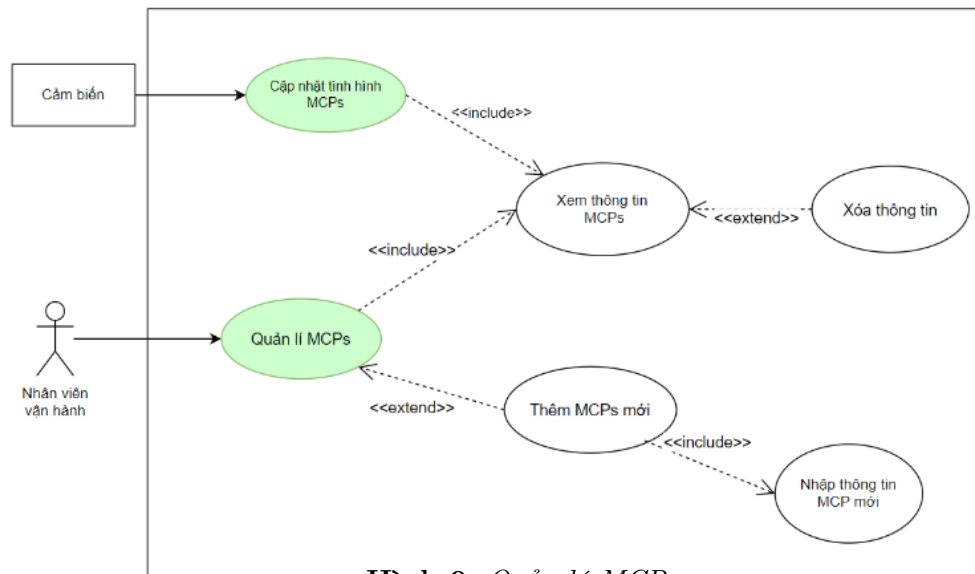 Cảm biến
Cập nhật tình hình
MCPs
<<include>>
Xem thông tin
MCPs
<<extend>>
Xóa thông tin
<<include>>
Quản lí MCPs
Nhân viên
vận hành
<<extend>>
Thêm MCPs mới
<<include>>
Nhập thông tin
MCP mới